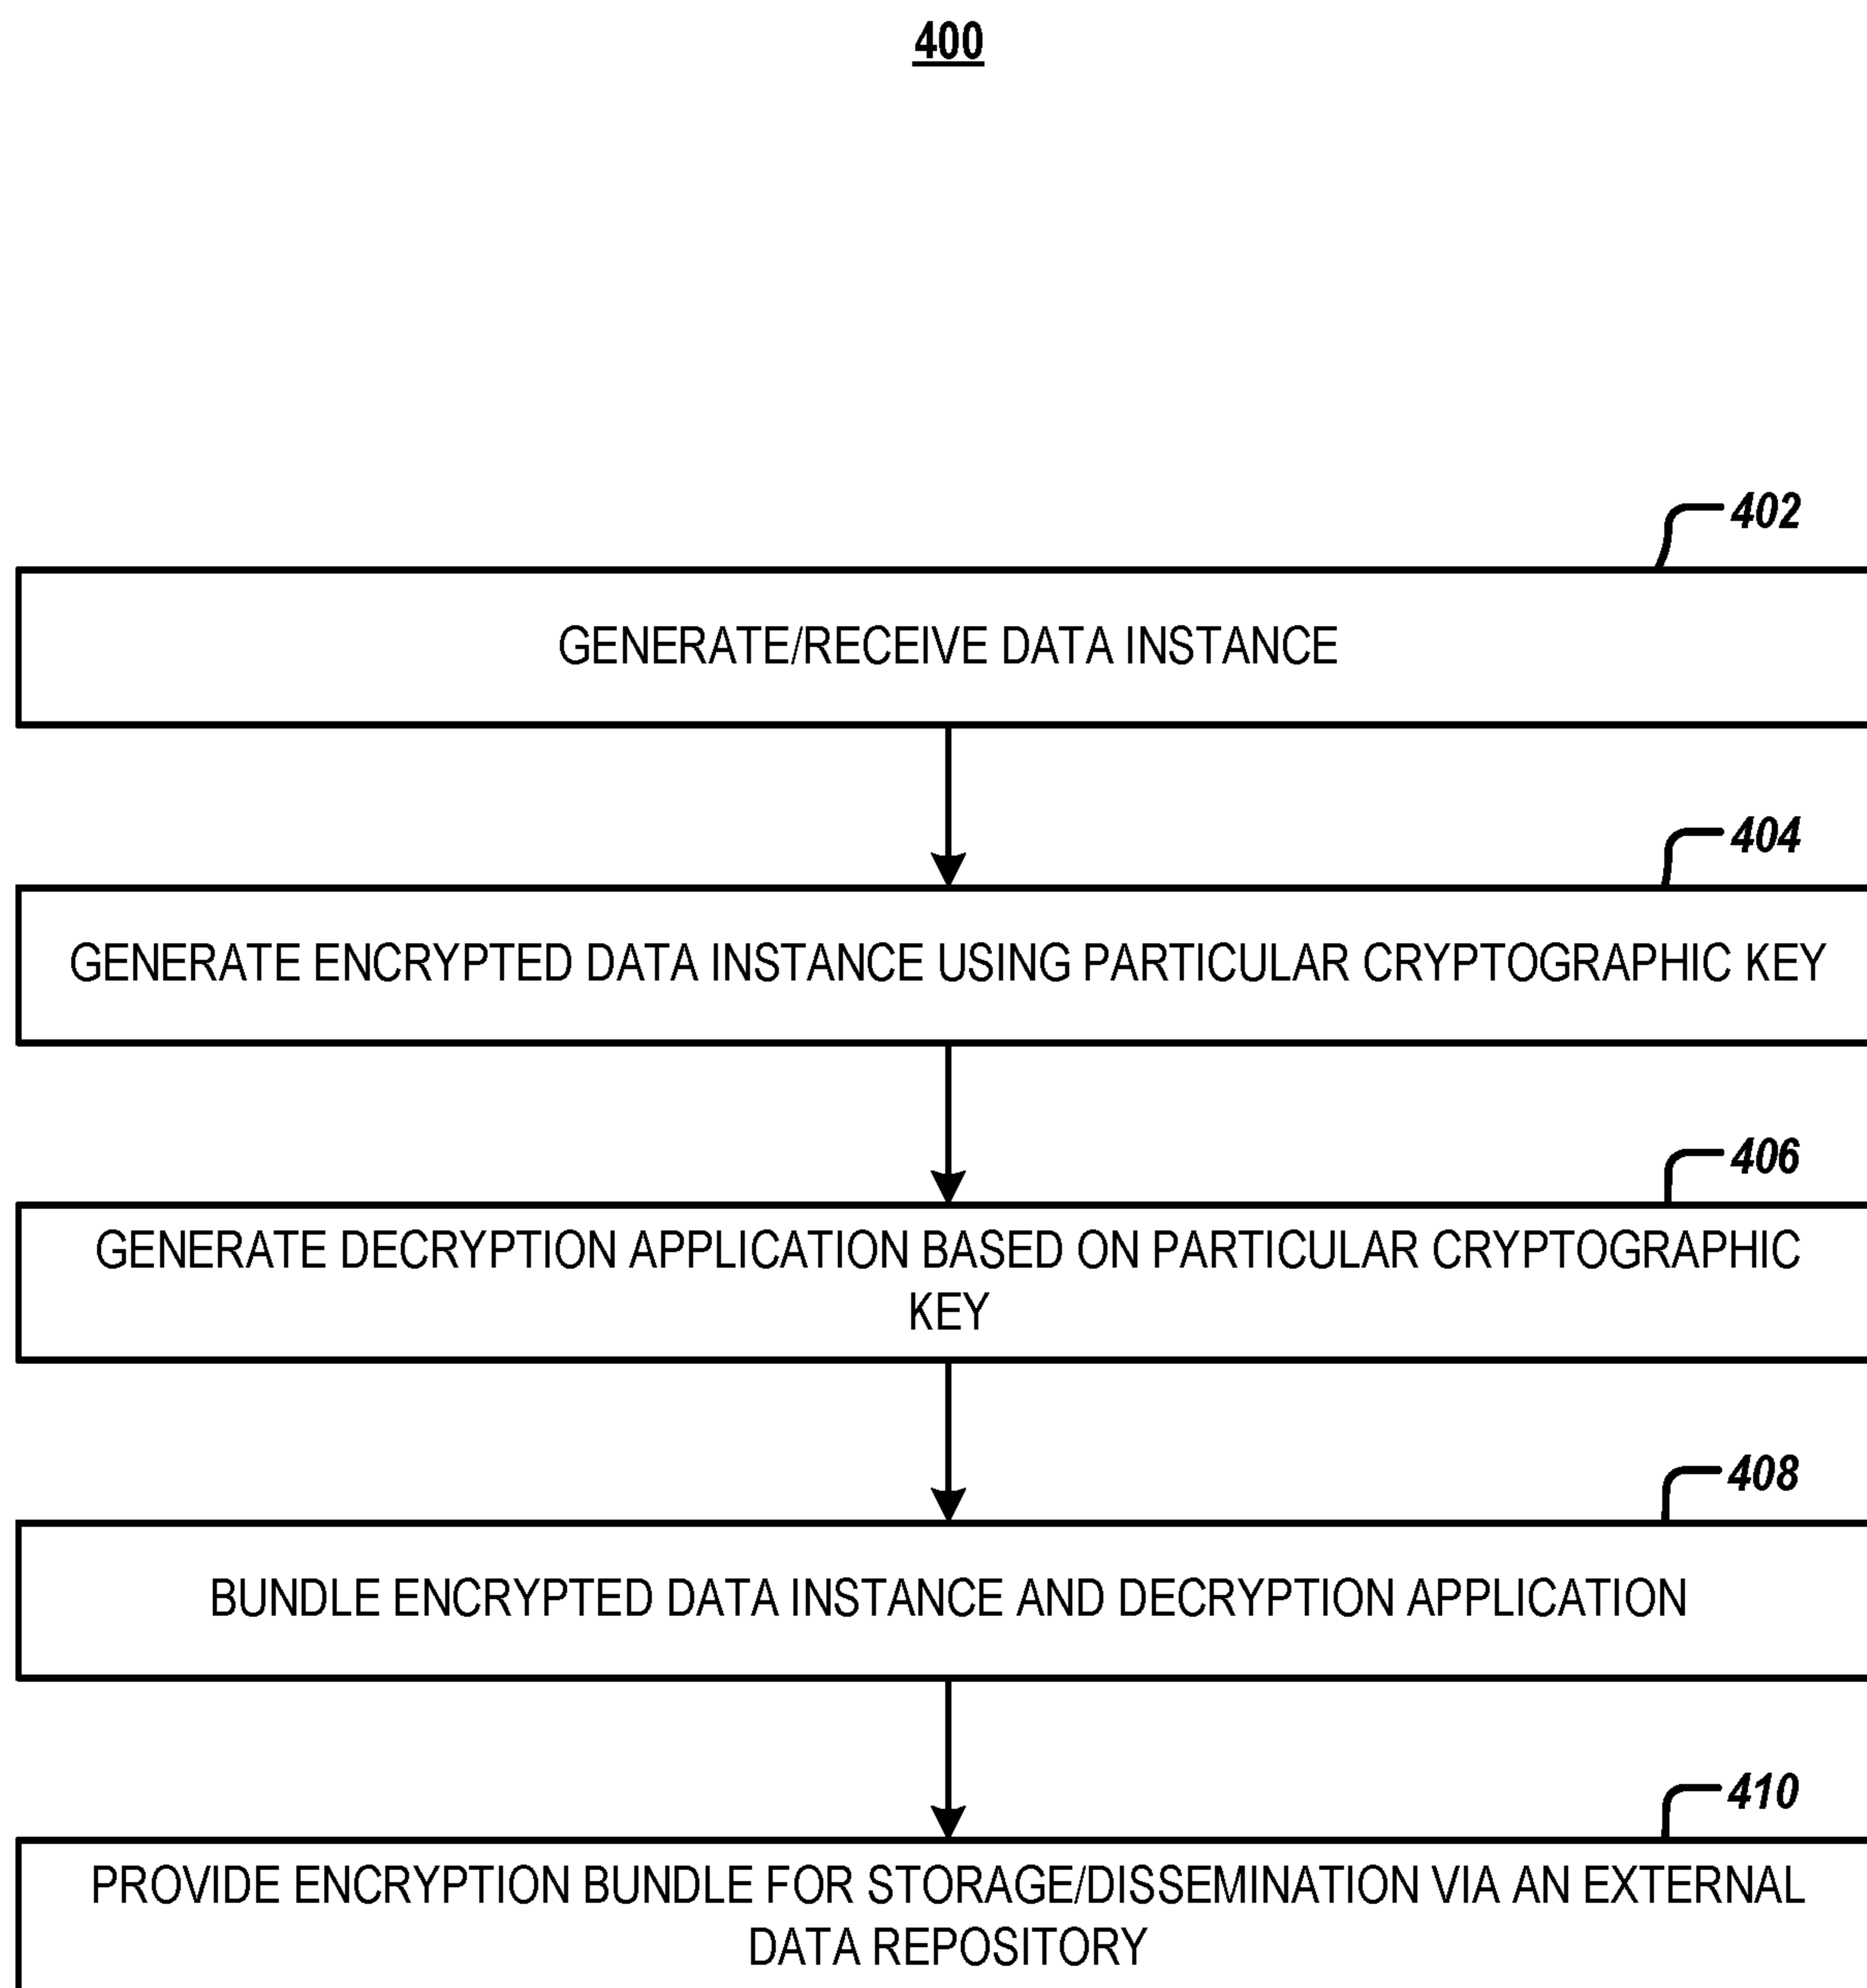 400
402
GENERATE/RECEIVE DATA INSTANCE
404
GENERATE ENCRYPTED DATA INSTANCE USING PARTICULAR CRYPTOGRAPHIC KEY
406
GENERATE DECRYPTION APPLICATION BASED ON PARTICULAR CRYPTOGRAPHIC
KEY
408
BUNDLE ENCRYPTED DATA INSTANCE AND DECRYPTION APPLICATION
410
PROVIDE ENCRYPTION BUNDLE FOR STORAGE/DISSEMINATION VIA AN EXTERNAL
DATA REPOSITORY